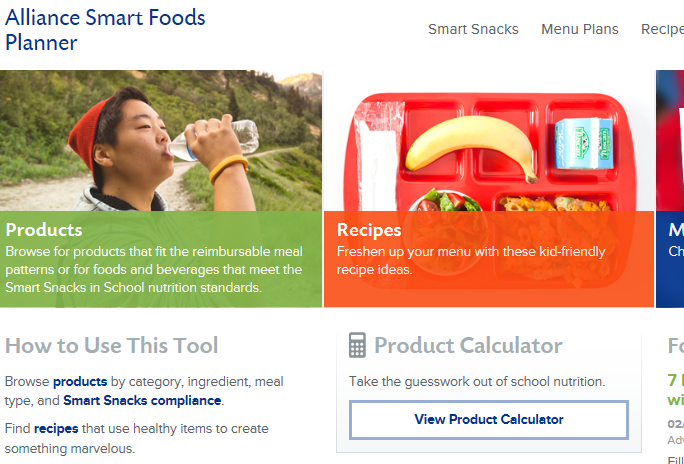 Alliance Smart Foods
Planner
Smart Snacks Menu Plans
Products
Browse for products that fit the reimbursable meal
patterns or for foods and beverages that meet the
Smart Snacks in School nutrition standards.
Recipes
Freshen up your menu with these kid-friendly
recipe ideas.
How to Use This Tool
Browse products by category, ingredient, meal
type, and Smart Snacks compliance.
Find recipes that use healthy items to create
something marvelous.
Product Calculator
Take the guesswork out of school nutrition.
View Product Calculator